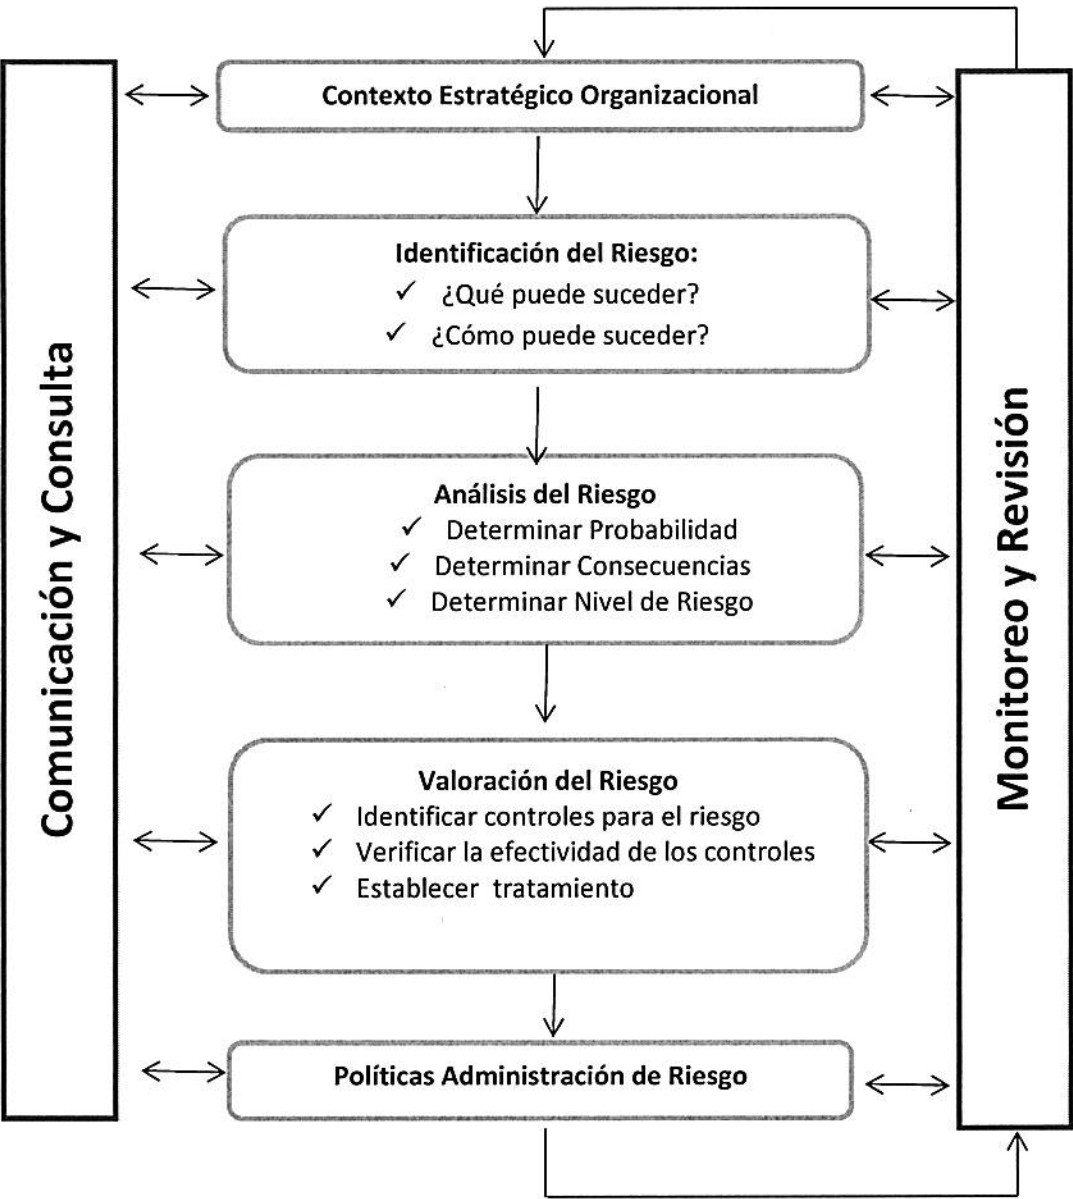 Contexto Estratégico Organizacional
Identificación del Riesgo:
✓ ¿Qué puede suceder?
✓ ¿Cómo puede suceder?
Análisis del Riesgo
✓ Determinar Probabilidad
✓ Determinar Consecuencias
✓ Determinar Nivel de Riesgo
Valoración del Riesgo
✓ Identificar controles para el riesgo
✓ Verificar la efectividad de los controles
✓ Establecer tratamiento
Políticas Administración de Riesgo
Comunicación y Consulta
Monitoreo y Revisión